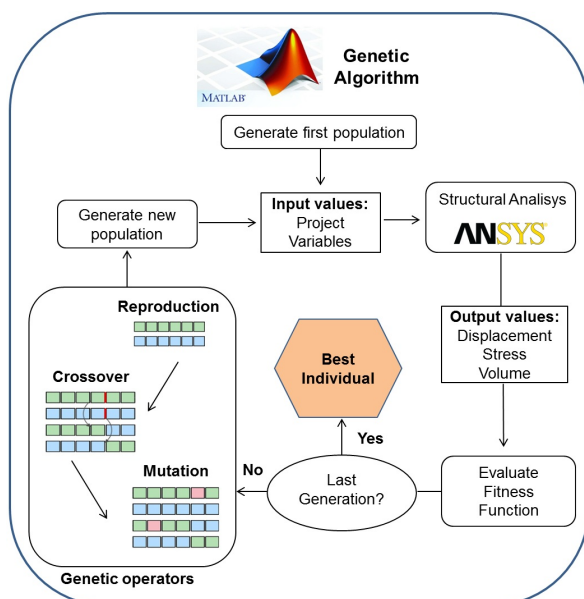 Genetic
Algorithm
MATLAB®
Generate first population
Input values:
Project
Variables
Structural Analisys
ANSYS®
Generate new
population
Output values:
Displacement
Stress
Volume
Reproduction
Best
Individual
Crossover
Yes
Mutation
No
Last
Generation?
Evaluate
Fitness
Function
Genetic operators